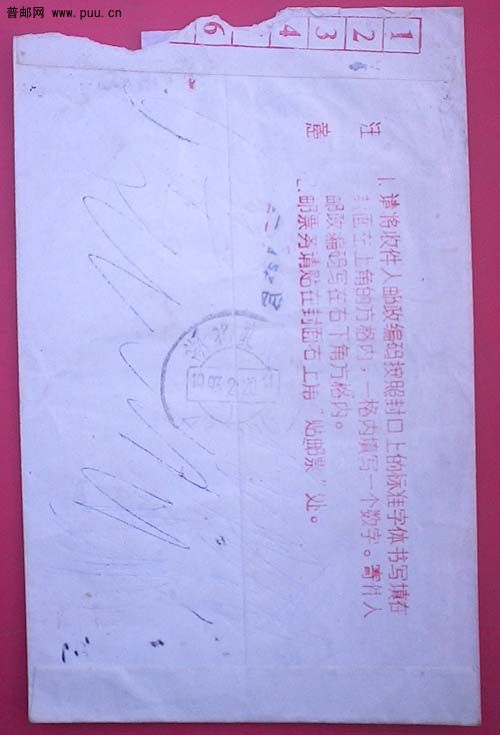 普邮网 www.puu.cn
1 2 3 4 6
注
意
1.请将收件人邮政编码按照封口上的标准字体书写填在
封面左上角的方格内，一格内填写一个数字。寄件人
邮政编码写在右下角方格内。
邮票务请贴在封面右上角“贴邮票”处。